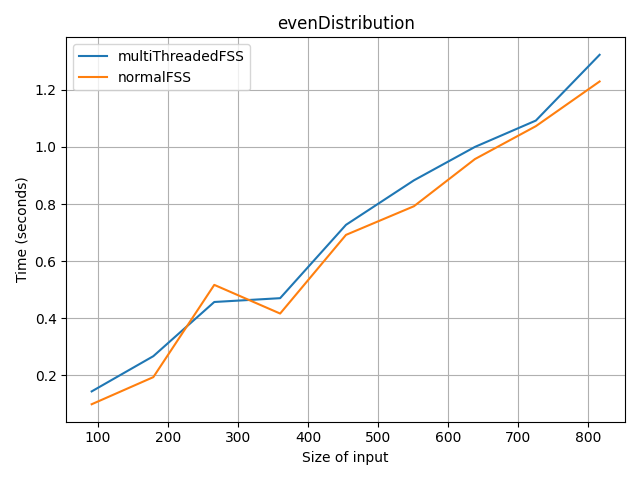 evenDistribution
multiThreadedFSS
normalFSS
Time (seconds)
1.2
1.0
0.8
0.6
0.4
0.2
100 200 300 400 500 600 700 800
Size of input